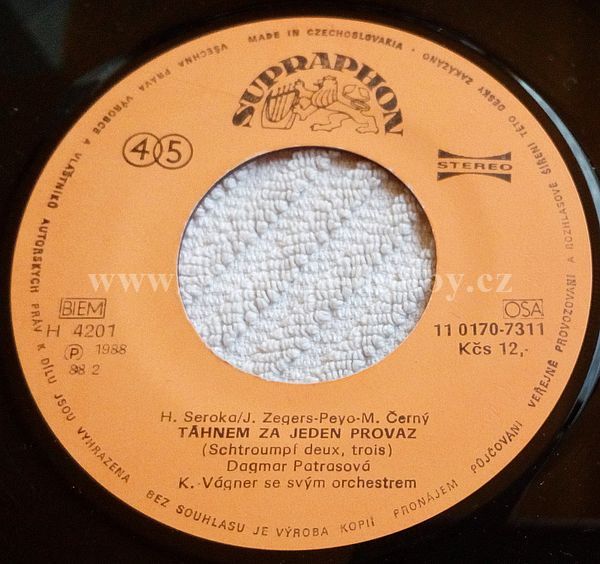 VŠECHNA PRÁVA VÝROBCE A VLASTNÍKŮ AUTORSKÝCH PRÁV K DÍLU JSOU VYHRAZENA
BEZ SOUHLASU JE VÝROBA KOPIÍ PRONÁJEM PŮJČOVÁNÍ VEŘEJNÉ PROVOZOVÁNÍ A ROZHLASOVÉ ŠÍŘENÍ TÉTO DESKY ZAKÁZÁNO
MADE IN CZECHOSLOVAKIA
SUPRAPHON
45
STEREO
www. by.cz
BIEM
H 4201
Ⓟ 1988
88 2
OSA
11 0170-7311
Kčs 12,-
H. Seroka/J. Zegers-Peyo-M. Černý
TÁHNEM ZA JEDEN PROVAZ
(Schtroumpf deux, trois)
Dagmar Patrasová
K. Vágner se svým orchestrem